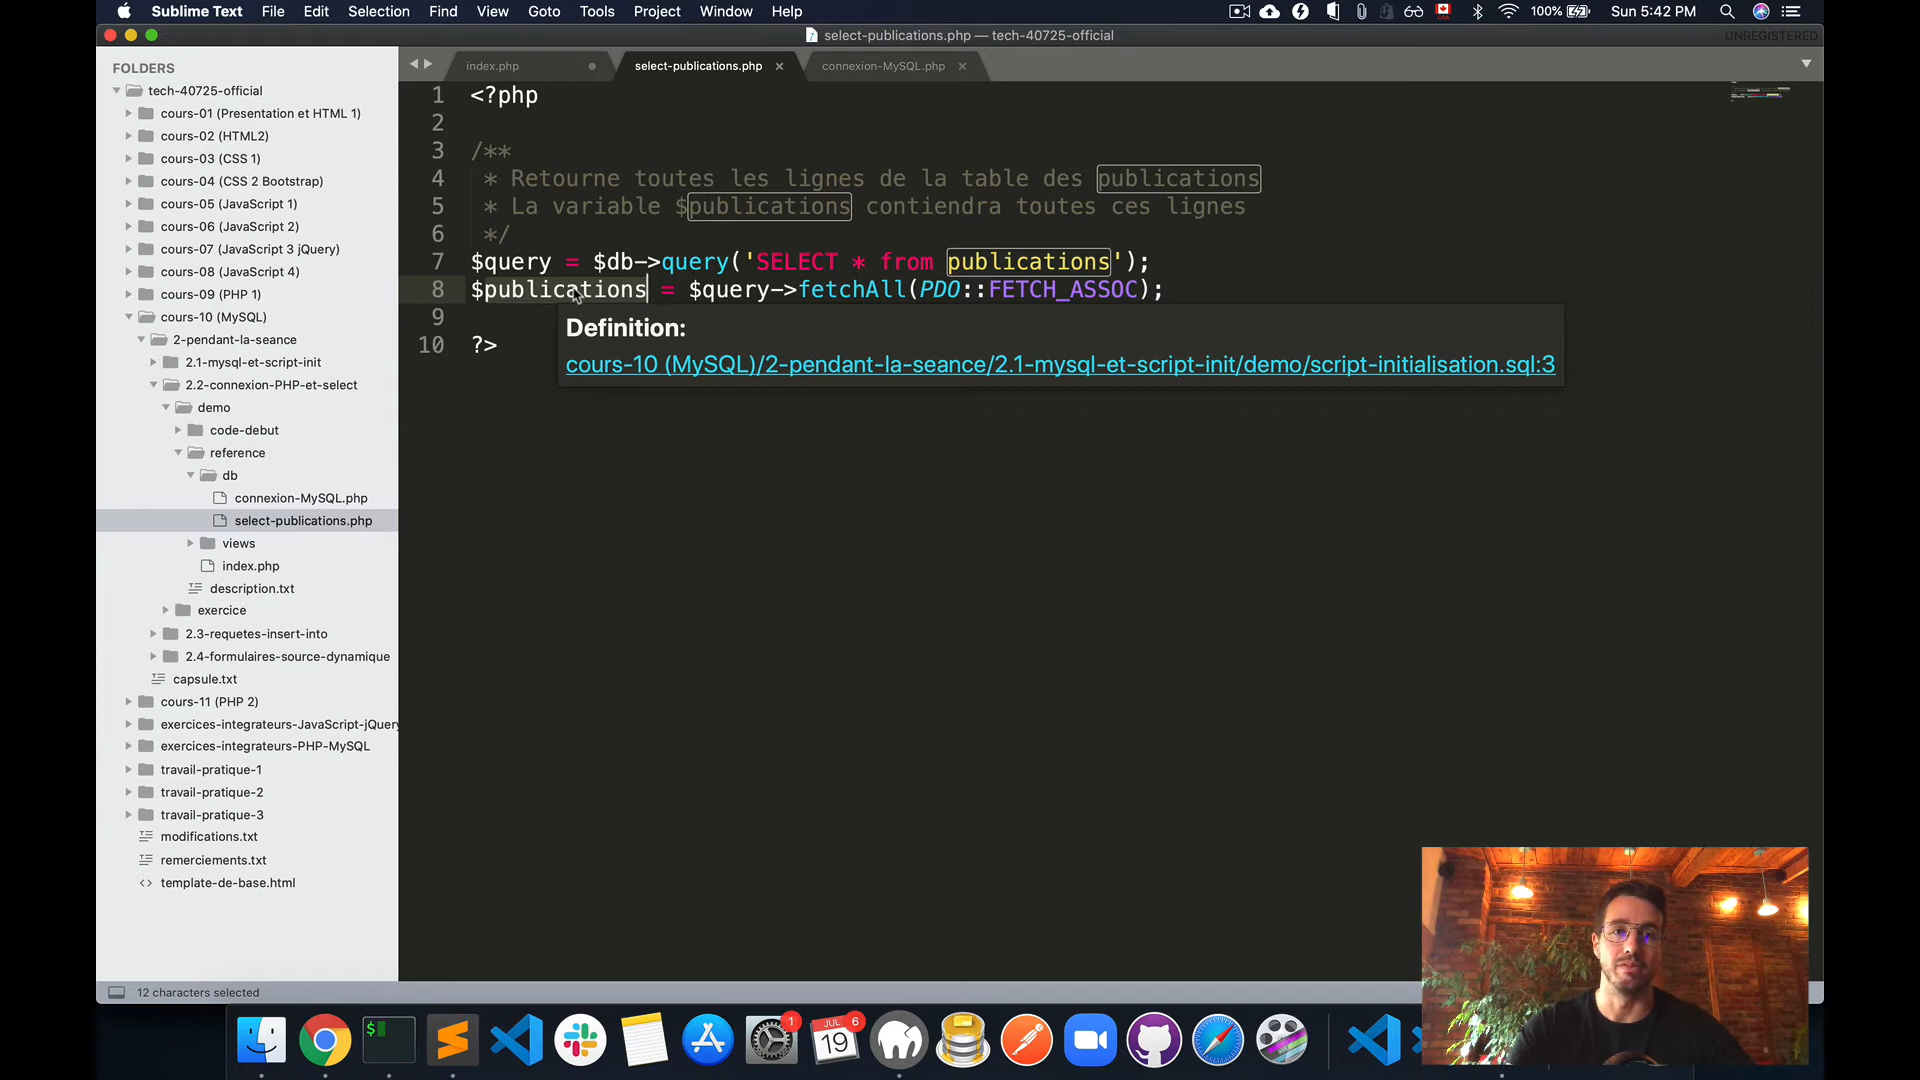 Sublime Text File Edit Selection Find View Goto Tools Project Window Help
100% Sun 5:42 PM
select-publications.php — tech-40725-official
UNREGISTERED
FOLDERS
tech-40725-official
cours-01 (Presentation et HTML 1)
cours-02 (HTML2)
cours-03 (CSS 1)
cours-04 (CSS 2 Bootstrap)
cours-05 (JavaScript 1)
cours-06 (JavaScript 2)
cours-07 (JavaScript 3 jQuery)
cours-08 (JavaScript 4)
cours-09 (PHP 1)
cours-10 (MySQL)
2-pendant-la-seance
2.1-mysql-et-script-init
2.2-connexion-PHP-et-select
demo
code-debut
reference
db
connexion-MySQL.php
select-publications.php
views
index.php
description.txt
exercice
2.3-requetes-insert-into
2.4-formulaires-source-dynamique
capsule.txt
cours-11 (PHP 2)
exercices-integrateurs-JavaScript-jQuery
exercices-integrateurs-PHP-MySQL
travail-pratique-1
travail-pratique-2
travail-pratique-3
modifications.txt
remerciements.txt
template-de-base.html
index.php
select-publications.php
connexion-MySQL.php
1 <?php
2
3 /**
4 * Retourne toutes les lignes de la table des publications
5 * La variable $publications contiendra toutes ces lignes
6 */
7 $query = $db->query('SELECT * from publications');
8 $publications = $query->fetchAll(PDO::FETCH_ASSOC);
9
10 ?>
Definition:
cours-10 (MySQL)/2-pendant-la-seance/2.1-mysql-et-script-init/demo/script-initialisation.sql:3
12 characters selected
$
1
JUL 6
19